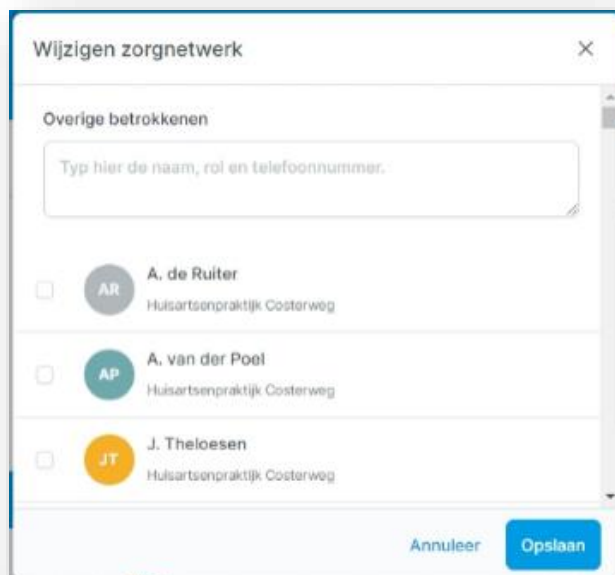 Wijzigen zorgnetwerk
Overige betrokkenen
Typ hier de naam, rol en telefoonnummer.
AR
A. de Ruiter
Huisartsenpraktijk Costerweg
AP
A. van der Poel
Huisartsenpraktijk Costerweg
JT
J. Theloesen
Huisartsenpraktijk Costerweg
Annuleer
Opslaan